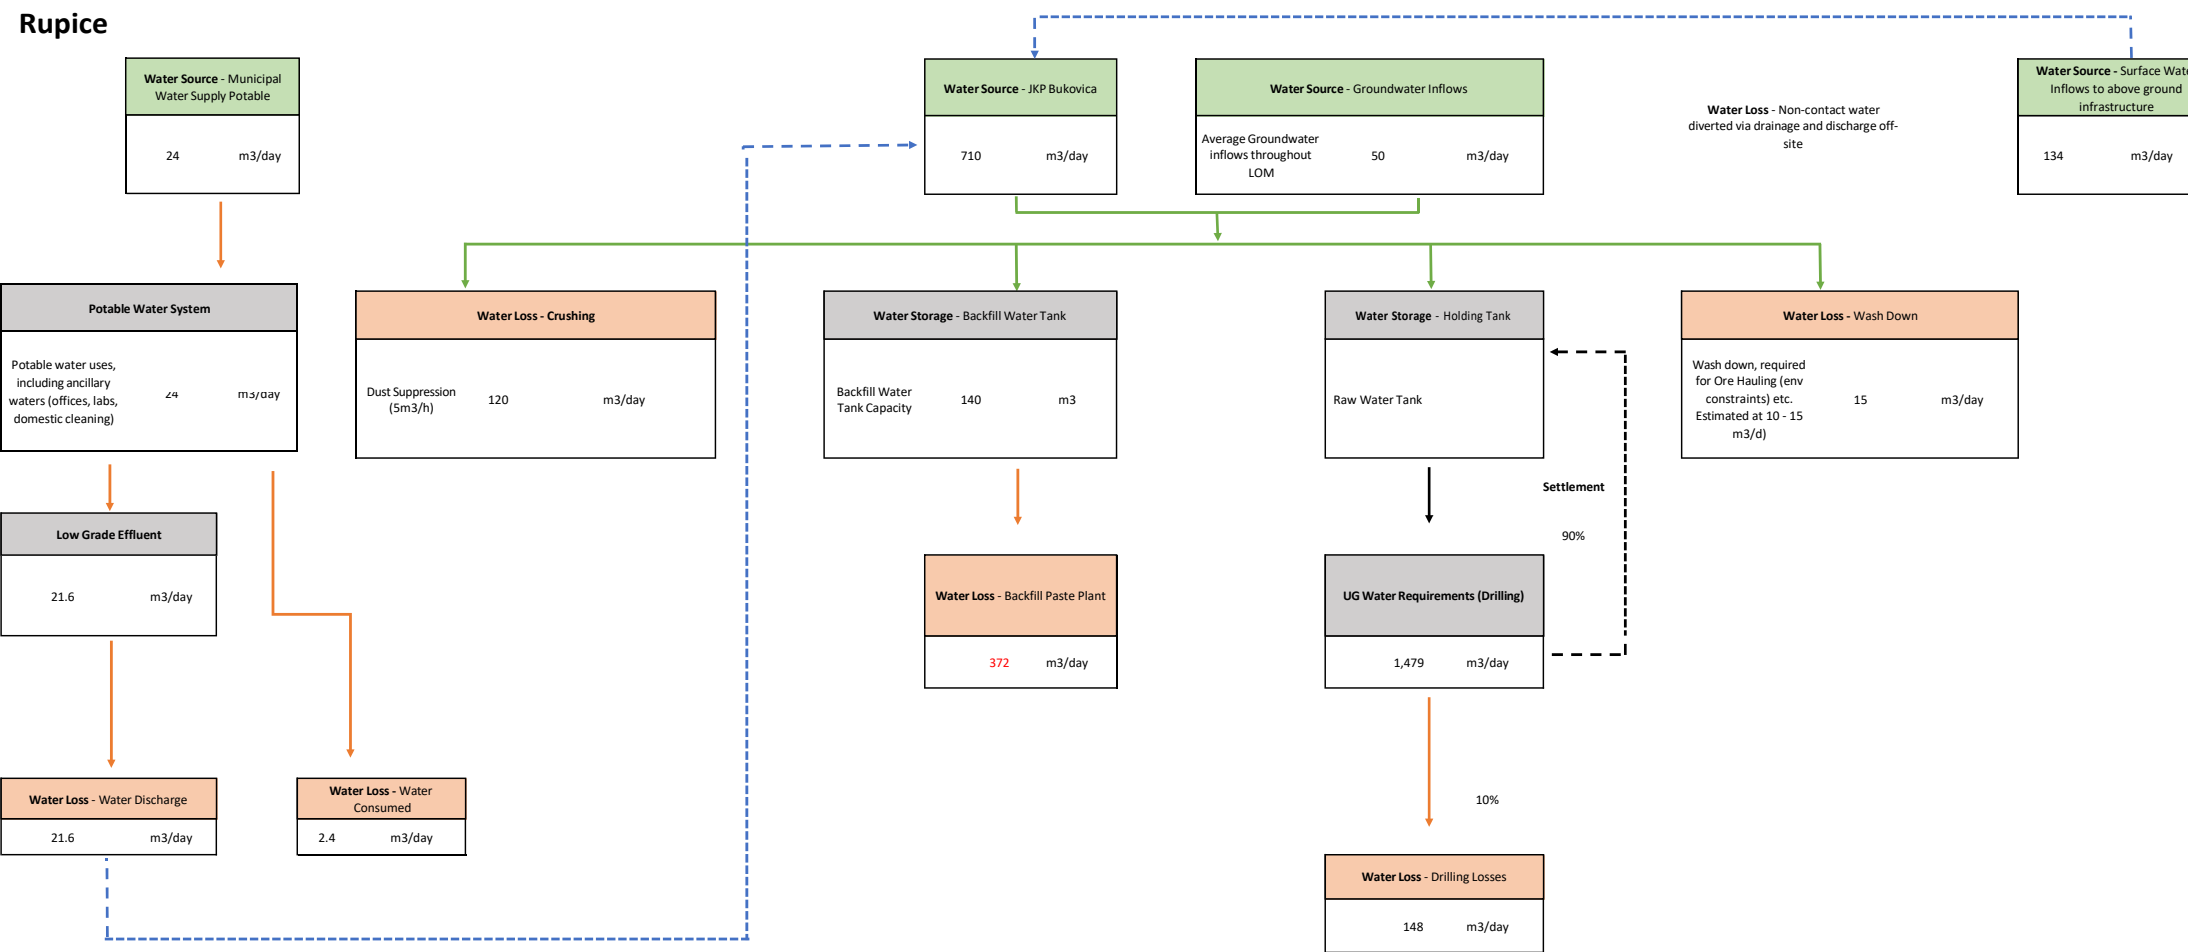 Rupice
Water Source - Municipal
Water Supply Potable
24 m3/day
Water Source - JKP Bukovica
710 m3/day
Water Source - Groundwater Inflows
Average Groundwater
inflows throughout
LOM
50 m3/day
Water Loss - Non-contact water
diverted via drainage and discharge off-
site
Water Source - Surface Wate
Inflows to above ground
infrastructure
134 m3/day
Potable Water System
Potable water uses,
including ancillary
waters (offices, labs,
domestic cleaning)
24 m3/day
Water Loss - Crushing
Dust Suppression
(5m3/h)
120 m3/day
Water Storage - Backfill Water Tank
Backfill Water
Tank Capacity
140 m3
Water Storage - Holding Tank
Raw Water Tank
Water Loss - Wash Down
Wash down, required
for Ore Hauling (env
constraints) etc.
Estimated at 10 - 15
m3/d)
15 m3/day
Settlement
90%
Low Grade Effluent
21.6 m3/day
Water Loss - Backfill Paste Plant
372 m3/day
UG Water Requirements (Drilling)
1,479 m3/day
Water Loss - Water Discharge
21.6 m3/day
Water Loss - Water
Consumed
2.4 m3/day
10%
Water Loss - Drilling Losses
148 m3/day